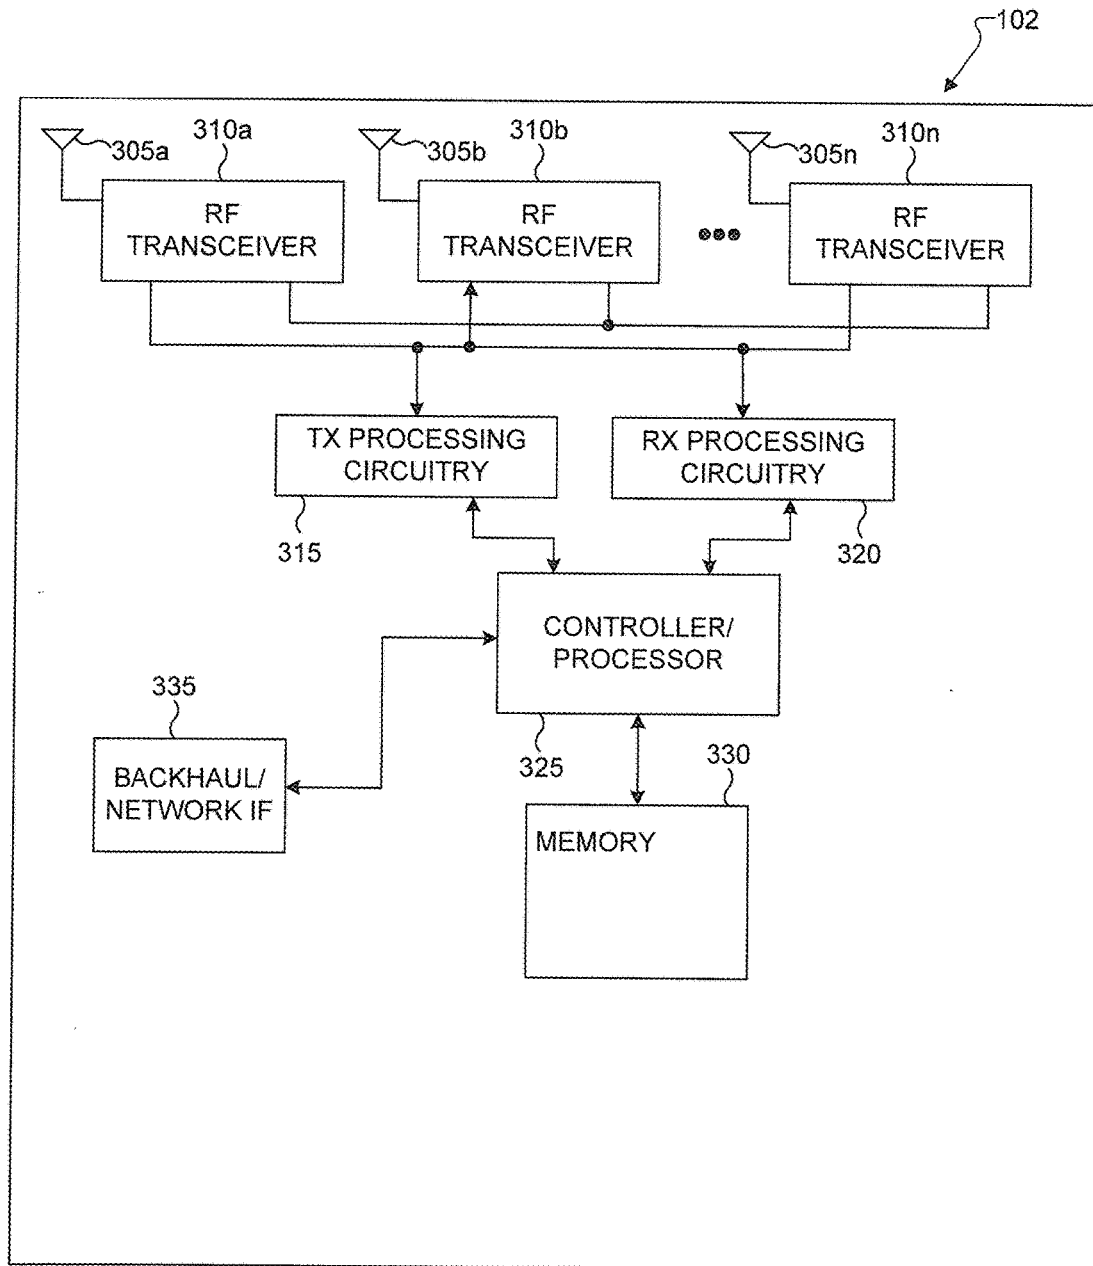 102
310a
310b
310n
305a
305b
305n
RF
TRANSCEIVER
RF
TRANSCEIVER
RF
TRANSCEIVER
TX PROCESSING
CIRCUITRY
RX PROCESSING
CIRCUITRY
315
320
CONTROLLER/
PROCESSOR
335
325
330
BACKHAUL/
NETWORK IF
MEMORY